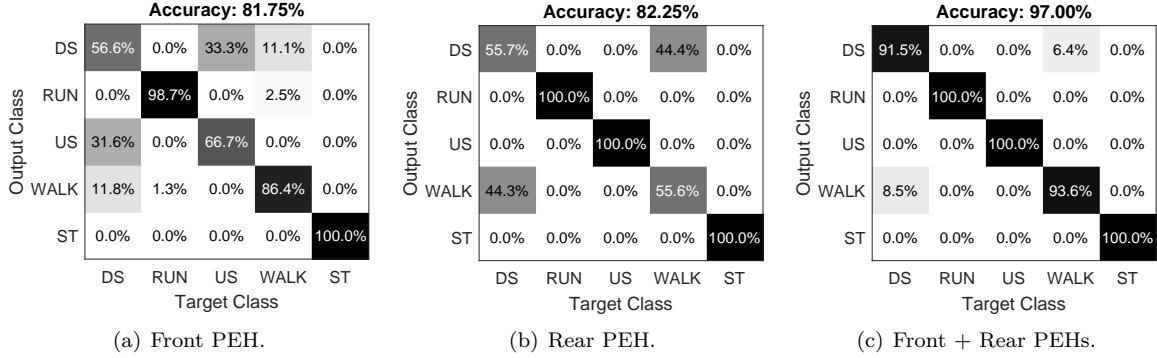 Accuracy: 81.75%
Output Class
DS 56.6% 0.0% 33.3% 11.1% 0.0%
RUN 0.0% 98.7% 0.0% 2.5% 0.0%
US 31.6% 0.0% 66.7% 0.0% 0.0%
WALK 11.8% 1.3% 0.0% 86.4% 0.0%
ST 0.0% 0.0% 0.0% 0.0% 100.0%
DS RUN US WALK ST
Target Class
(a) Front PEH.
Accuracy: 82.25%
Output Class
DS 55.7% 0.0% 0.0% 44.4% 0.0%
RUN 0.0% 100.0% 0.0% 0.0% 0.0%
US 0.0% 0.0% 100.0% 0.0% 0.0%
WALK 44.3% 0.0% 0.0% 55.6% 0.0%
ST 0.0% 0.0% 0.0% 0.0% 100.0%
DS RUN US WALK ST
Target Class
(b) Rear PEH.
Accuracy: 97.00%
Output Class
DS 91.5% 0.0% 0.0% 6.4% 0.0%
RUN 0.0% 100.0% 0.0% 0.0% 0.0%
US 0.0% 0.0% 100.0% 0.0% 0.0%
WALK 8.5% 0.0% 0.0% 93.6% 0.0%
ST 0.0% 0.0% 0.0% 0.0% 100.0%
DS RUN US WALK ST
Target Class
(c) Front + Rear PEHs.